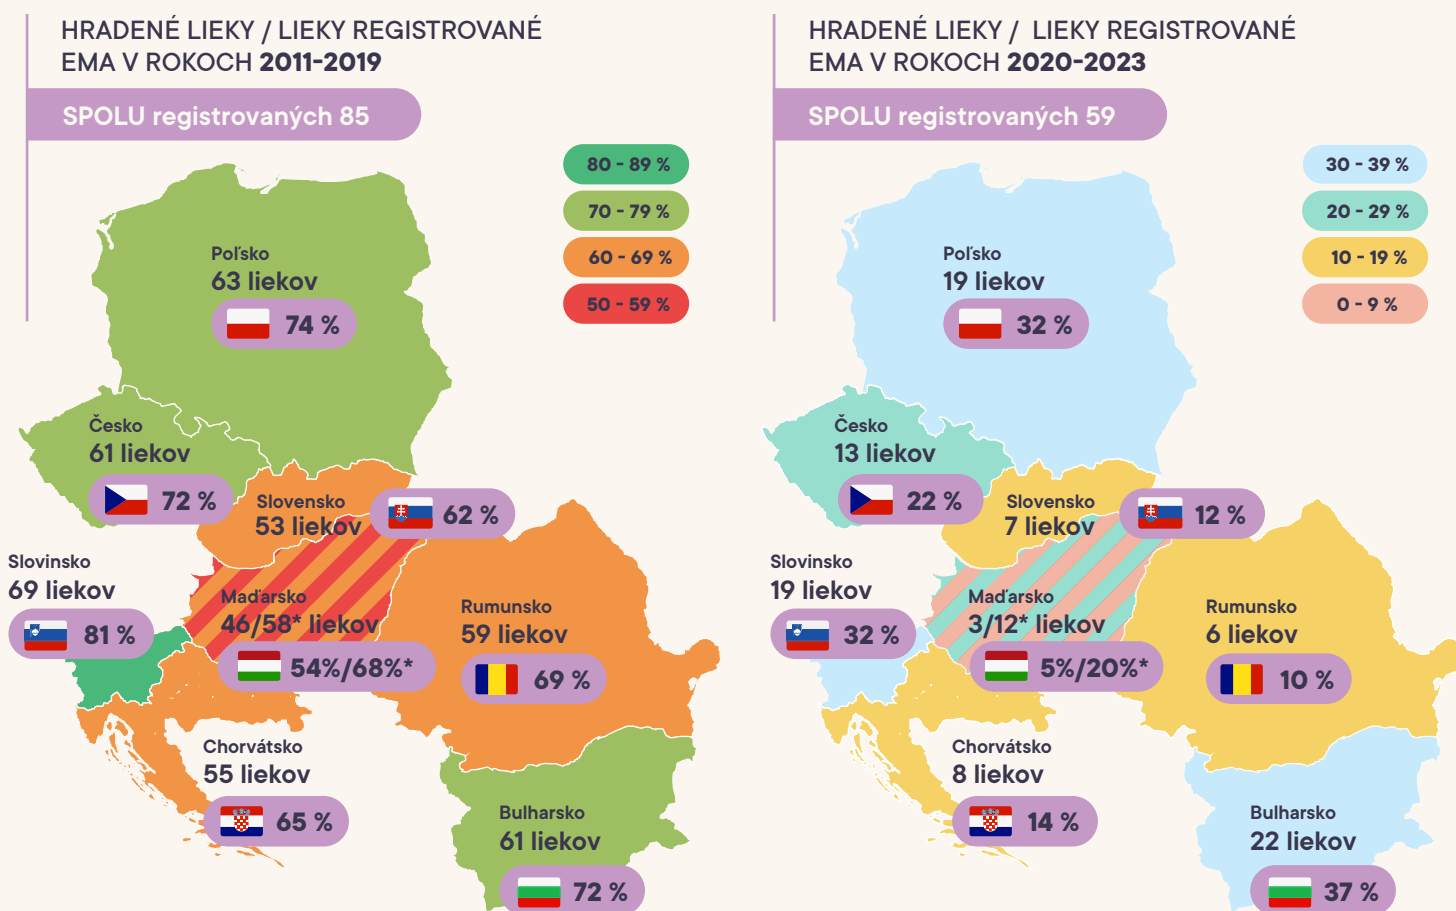 HRADENÉ LIEKY / LIEKY REGISTROVANÉ
EMA V ROKOCH 2011-2019
SPOLU registrovaných 85
80 - 89 %
70 - 79 %
60 - 69 %
50 - 59 %
Poľsko
63 liekov
74 %
Česko
61 liekov
72 %
Slovensko
53 liekov
62 %
Slovinsko
69 liekov
81 %
Maďarsko
46/58* liekov
54%/68%*
Rumunsko
59 liekov
69 %
Chorvátsko
55 liekov
65 %
Bulharsko
61 liekov
72 %
HRADENÉ LIEKY / LIEKY REGISTROVANÉ
EMA V ROKOCH 2020-2023
SPOLU registrovaných 59
30 - 39 %
20 - 29 %
10 - 19 %
0 - 9 %
Poľsko
19 liekov
32 %
Česko
13 liekov
22 %
Slovensko
7 liekov
12 %
Slovinsko
19 liekov
32 %
Maďarsko
3/12* liekov
5%/20%*
Rumunsko
6 liekov
10 %
Chorvátsko
8 liekov
14 %
Bulharsko
22 liekov
37 %